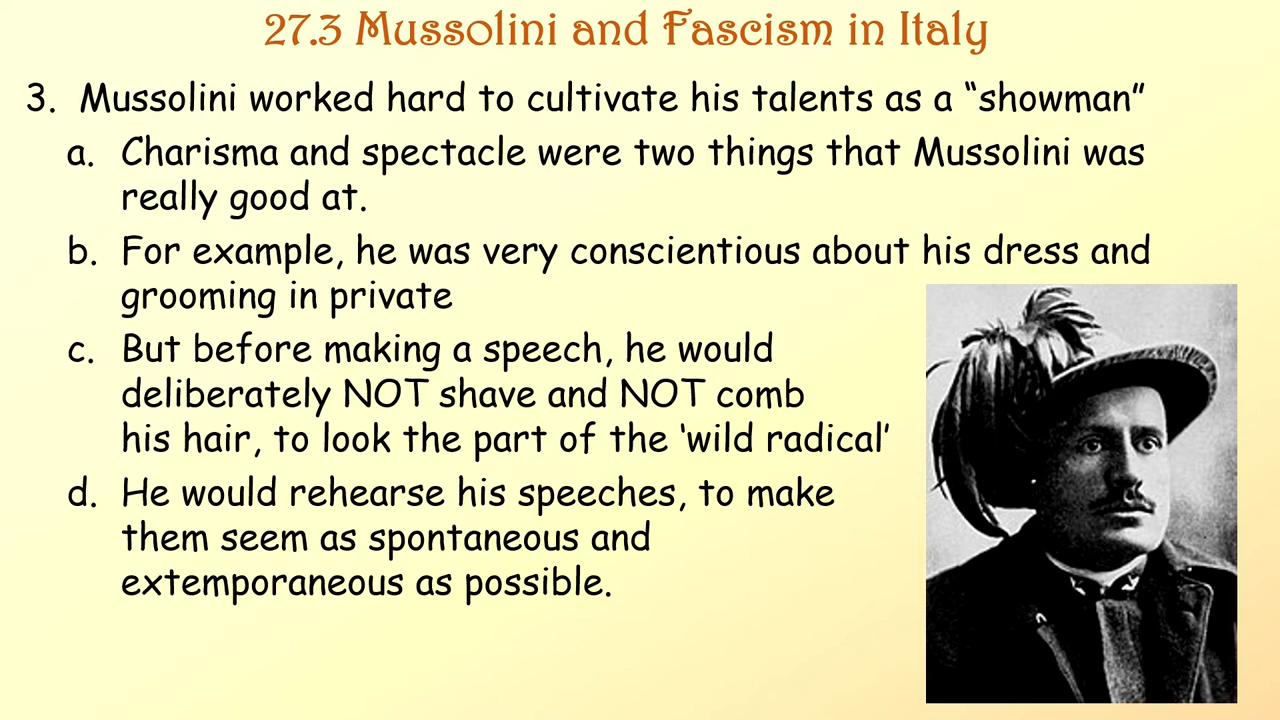 27.3 Mussolini and Fascism in Italy
3. Mussolini worked hard to cultivate his talents as a “showman”
a. Charisma and spectacle were two things that Mussolini was
really good at.
b. For example, he was very conscientious about his dress and
grooming in private
c. But before making a speech, he would
deliberately NOT shave and NOT comb
his hair, to look the part of the ‘wild radical’
d. He would rehearse his speeches, to make
them seem as spontaneous and
extemporaneous as possible.